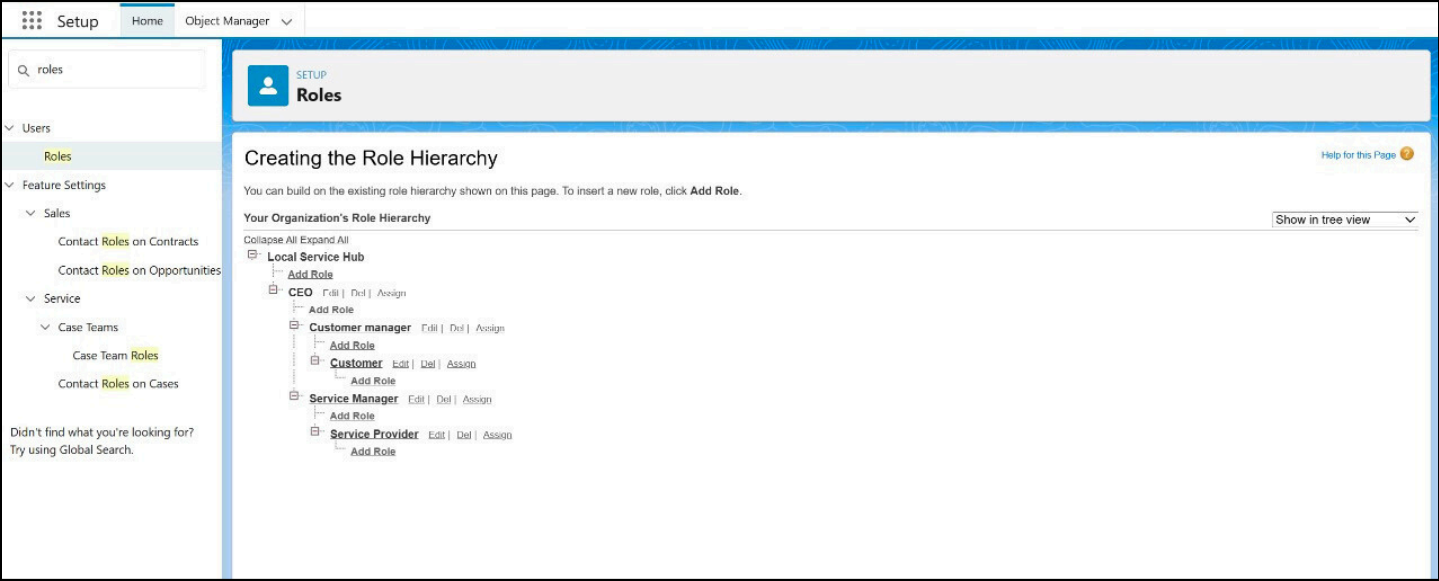 Setup Home Object Manager
roles
SETUP
Roles
Users
Roles
Feature Settings
Sales
Contact Roles on Contracts
Contact Roles on Opportunities
Service
Case Teams
Case Team Roles
Contact Roles on Cases
Didn't find what you're looking for?
Try using Global Search.
Creating the Role Hierarchy
Help for this Page ?
You can build on the existing role hierarchy shown on this page. To insert a new role, click Add Role.
Your Organization's Role Hierarchy
Show in tree view
Collapse All Expand All
Local Service Hub
Add Role
CEO Edit | Del | Assign
Add Role
Customer manager Edit | Del | Assign
Add Role
Customer Edit | Del | Assign
Add Role
Service Manager Edit | Del | Assign
Add Role
Service Provider Edit | Del | Assign
Add Role